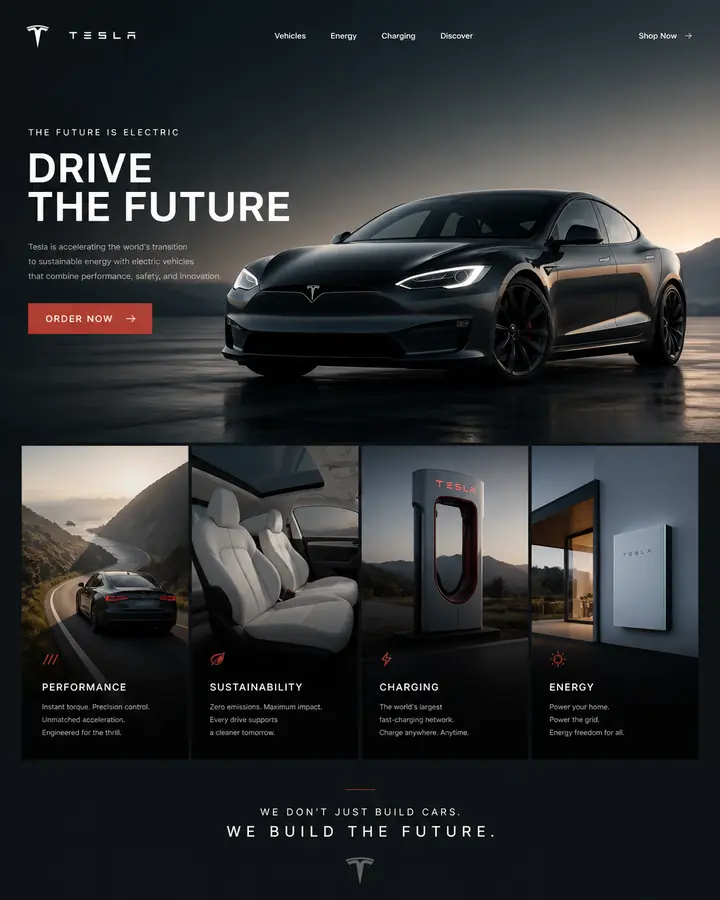 TESLA
Vehicles Energy Charging Discover
Shop Now →
THE FUTURE IS ELECTRIC
DRIVE
THE FUTURE
Tesla is accelerating the world's transition
to sustainable energy with electric vehicles
that combine performance, safety, and innovation.
ORDER NOW →
TESLA
TESLA
PERFORMANCE
Instant torque. Precision control.
Unmatched acceleration.
Engineered for the thrill.
SUSTAINABILITY
Zero emissions. Maximum impact.
Every drive supports
a cleaner tomorrow.
CHARGING
The world's largest
fast-charging network.
Charge anywhere. Anytime.
ENERGY
Power your home.
Power the grid.
Energy freedom for all.
WE DON'T JUST BUILD CARS.
WE BUILD THE FUTURE.